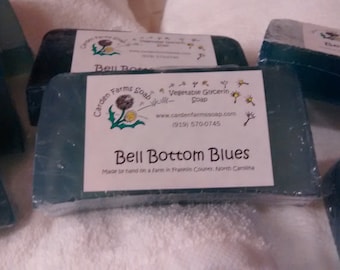 Bell Bottom
Vegetable Glycerin
Soap
Carden Farms Soap
www.cardenfarmssoap.com
(919) 570-0745
Bell Bottom Blues
Made by hand on a farm in Franklin County, North Carolina